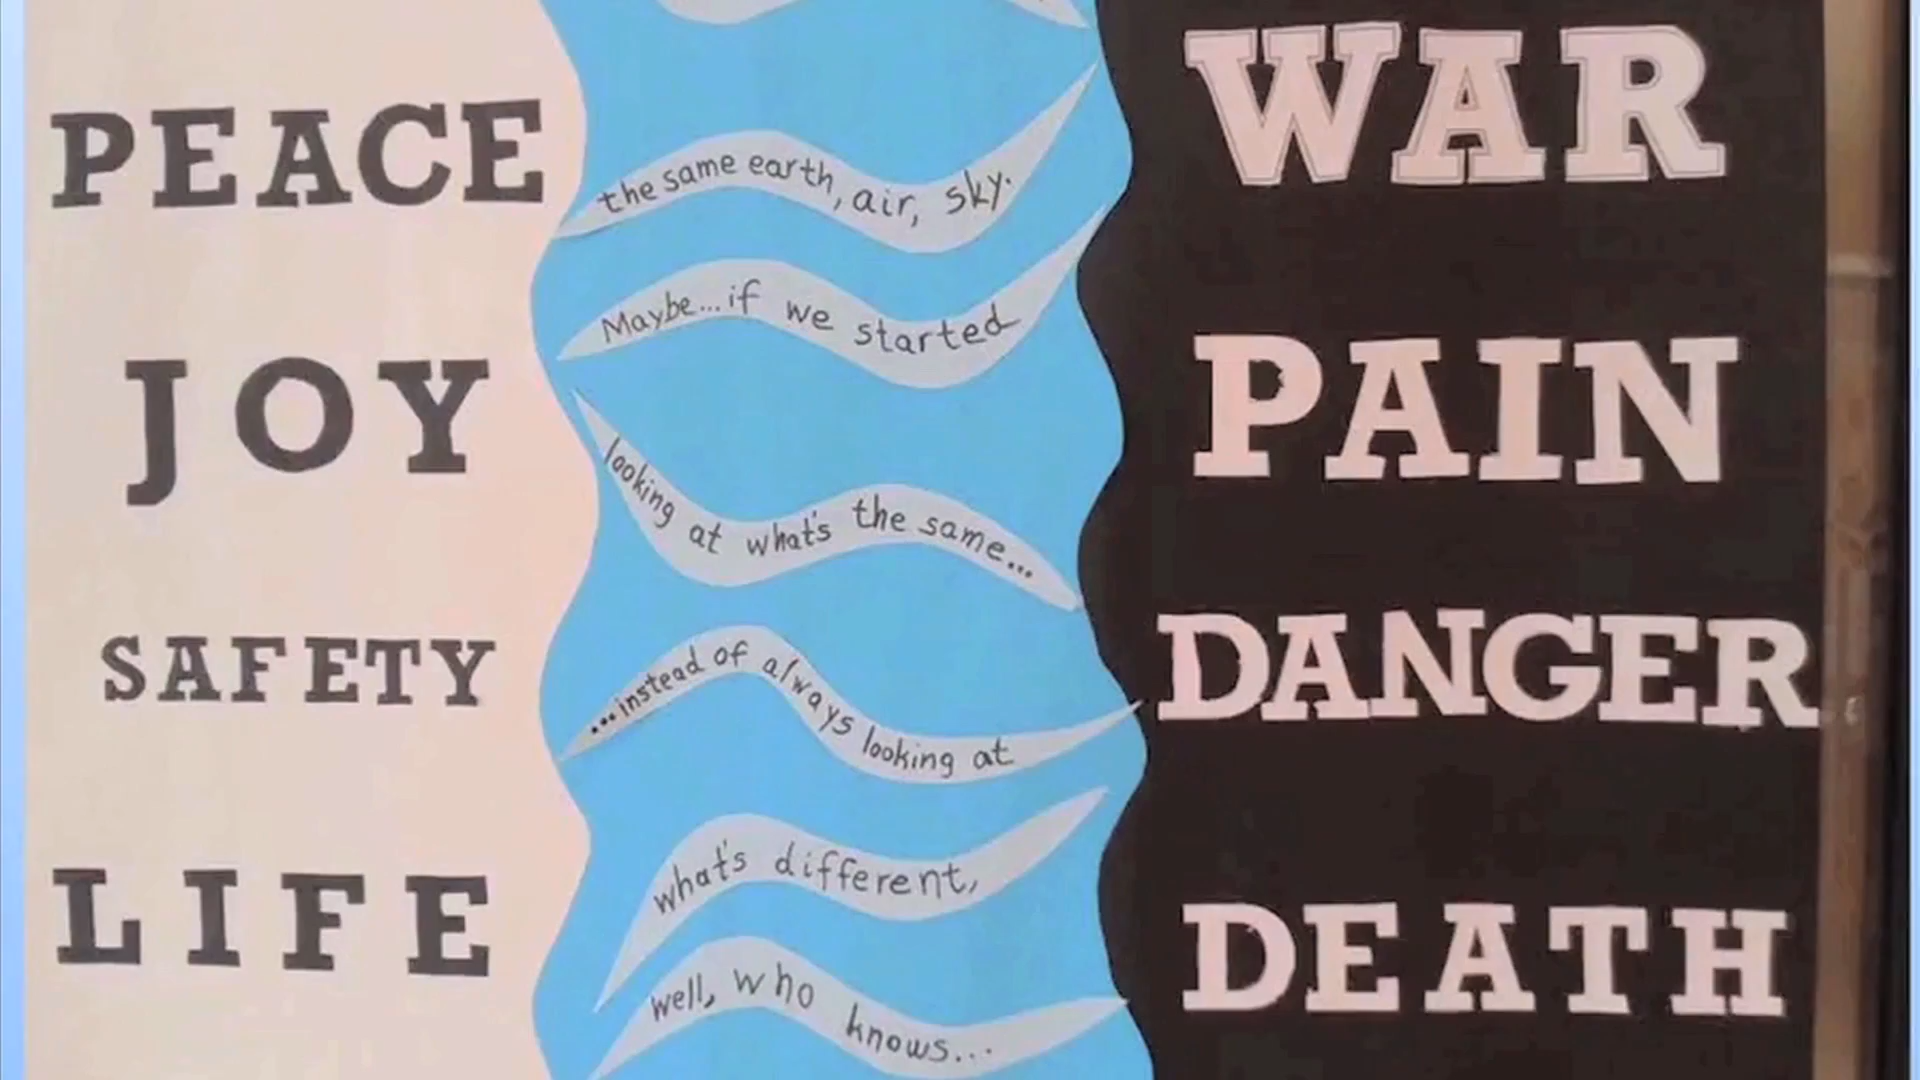 PEACE
JOY
SAFETY
LIFE
the same earth, air, sky.
Maybe...if we started
looking at what's the same...
...instead of always looking at
what's different,
well, who knows...
WAR
PAIN
DANGER
DEATH